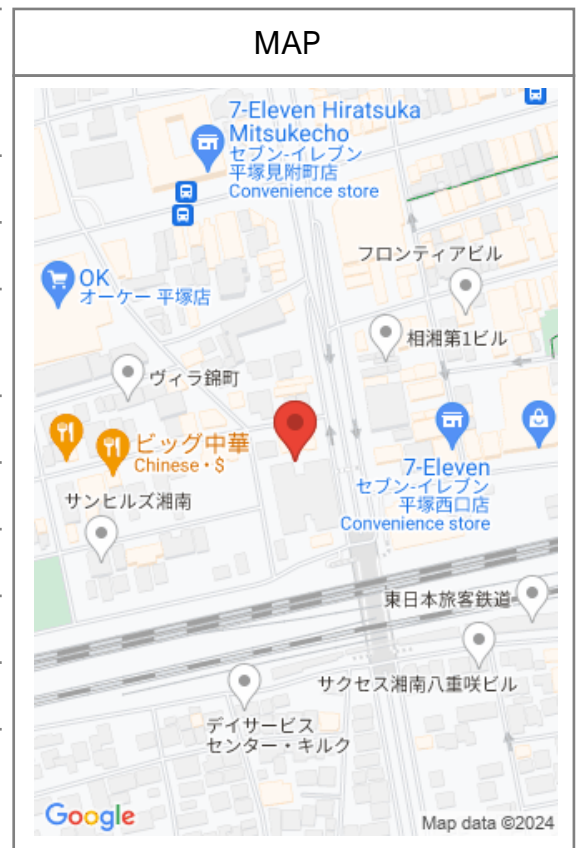 MAP
7-Eleven Hiratsuka
Mitsukecho
セブン-イレブン
平塚見附町店
Convenience store
フロンティアビル
OK
オーケー 平塚店
相湘第1ビル
ヴィラ錦町
ビッグ中華
Chinese・$
7-Eleven
セブン-イレブン
平塚西口店
Convenience store
サンヒルズ湘南
東日本旅客鉄道
サクセス湘南八重咲ビル
デイサービス
センター・キルク
Google
Map data ©2024